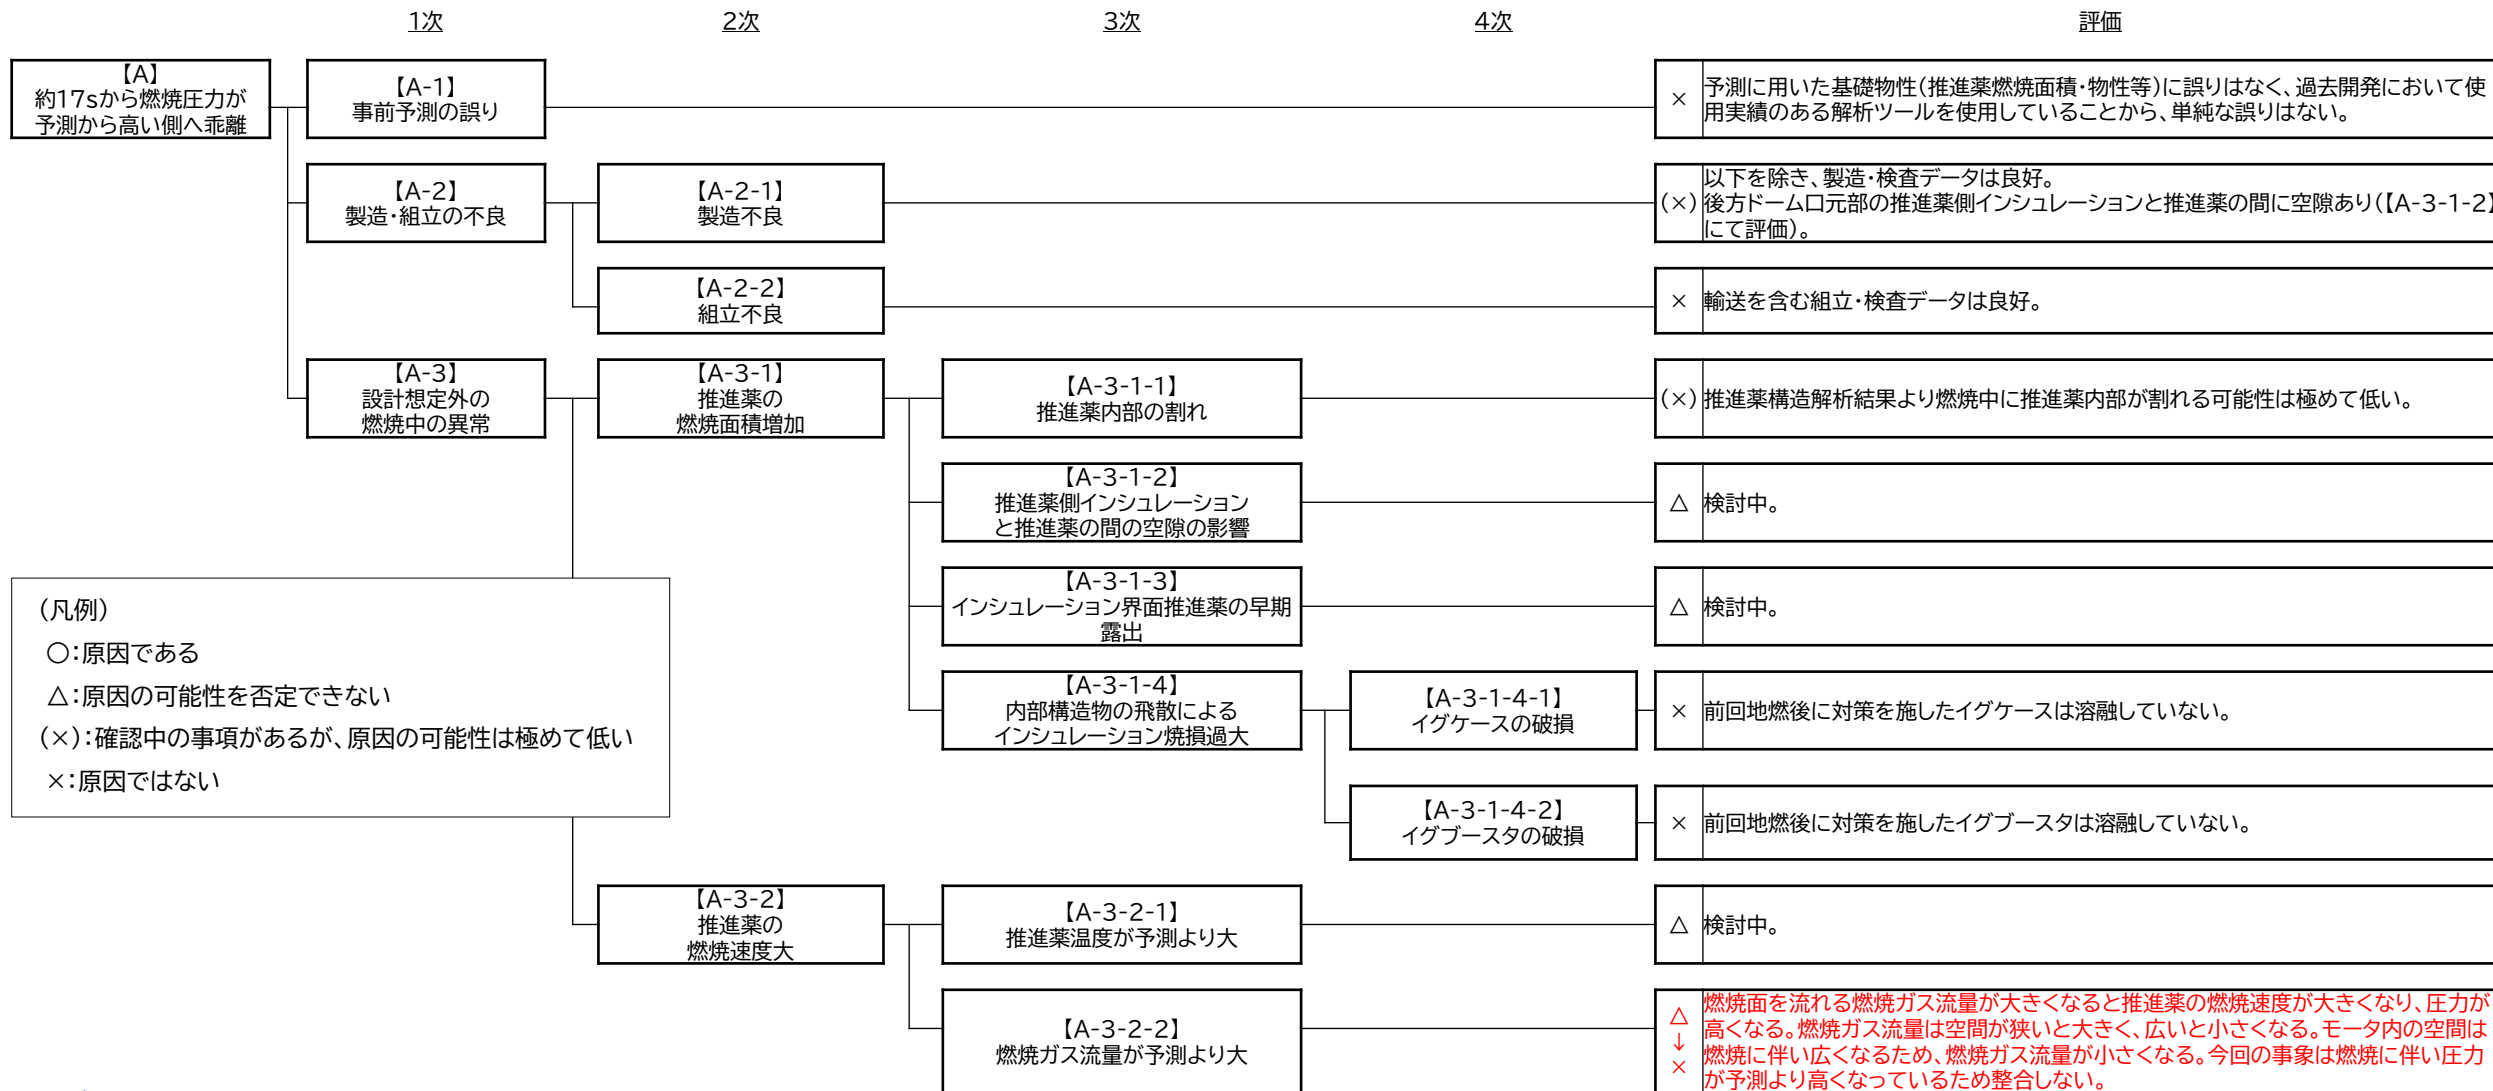 1次
2次
3次
4次
評価
【A】
約17sから燃焼圧力が
予測から高い側へ乖離
【A-1】
事前予測の誤り
×
予測に用いた基礎物性(推進薬燃焼面積・物性等)に誤りはなく、過去開発において使
用実績のある解析ツールを使用していることから、単純な誤りはない。
【A-2】
製造・組立の不良
【A-2-1】
製造不良
(×)
以下を除き、製造・検査データは良好。
後方ドーム口元部の推進薬側インシュレーションと推進薬の間に空隙あり(【A-3-1-2】
にて評価)。
【A-2-2】
組立不良
×
輸送を含む組立・検査データは良好。
【A-3】
設計想定外の
燃焼中の異常
【A-3-1】
推進薬の
燃焼面積増加
【A-3-1-1】
推進薬内部の割れ
(×)
推進薬構造解析結果より燃焼中に推進薬内部が割れる可能性は極めて低い。
【A-3-1-2】
推進薬側インシュレーション
と推進薬の間の空隙の影響
△
検討中。
【A-3-1-3】
インシュレーション界面推進薬の早期
露出
△
検討中。
【A-3-1-4】
内部構造物の飛散による
インシュレーション焼損過大
【A-3-1-4-1】
イグケースの破損
×
前回地燃後に対策を施したイグケースは溶融していない。
【A-3-1-4-2】
イグブースタの破損
×
前回地燃後に対策を施したイグブースタは溶融していない。
(凡例)
○:原因である
△:原因の可能性を否定できない
(×):確認中の事項があるが、原因の可能性は極めて低い
×:原因ではない
【A-3-2】
推進薬の
燃焼速度大
【A-3-2-1】
推進薬温度が予測より大
△
検討中。
【A-3-2-2】
燃焼ガス流量が予測より大
△
↓
×
燃焼面を流れる燃焼ガス流量が大きくなると推進薬の燃焼速度が大きくなり、圧力が
高くなる。燃焼ガス流量は空間が狭いと大きく、広いと小さくなる。モータ内の空間は
燃焼に伴い広くなるため、燃焼ガス流量が小さくなる。今回の事象は燃焼に伴い圧力
が予測より高くなっているため整合しない。